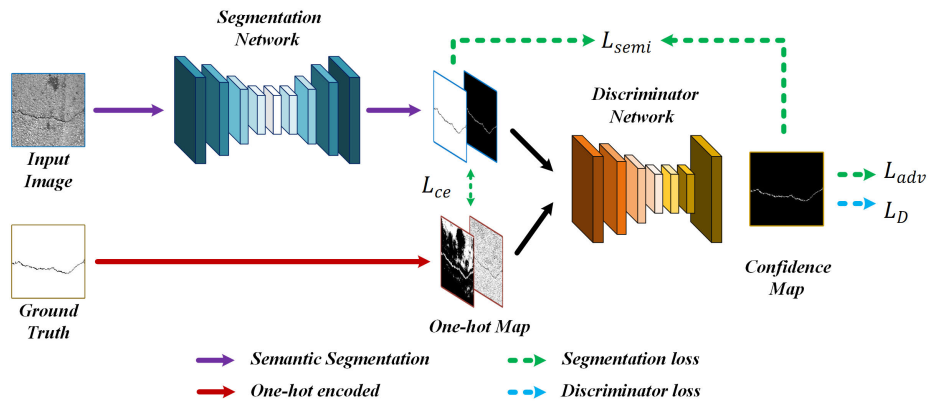 Segmentation
Network
L_semi
Discriminator
Network
Input
Image
L_ce
L_adv
L_D
Ground
Truth
One-hot Map
Confidence
Map
Semantic Segmentation
Segmentation loss
One-hot encoded
Discriminator loss